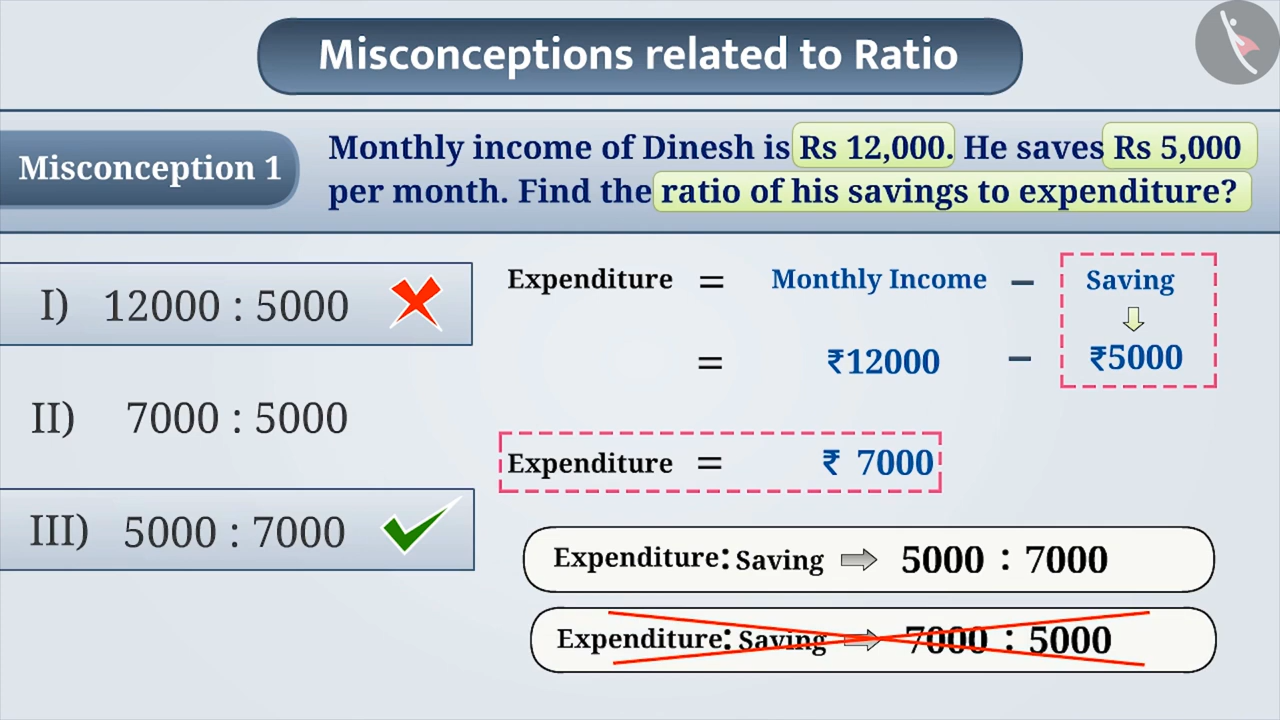 Misconceptions related to Ratio
Misconception 1
Monthly income of Dinesh is Rs 12,000. He saves Rs 5,000
per month. Find the ratio of his savings to expenditure?
I) 12000 : 5000
II) 7000 : 5000
III) 5000 : 7000
Expenditure = Monthly Income − Saving
= ₹12000 − ₹5000
Expenditure = ₹ 7000
Expenditure: Saving 5000 : 7000
Expenditure: Saving 7000 : 5000